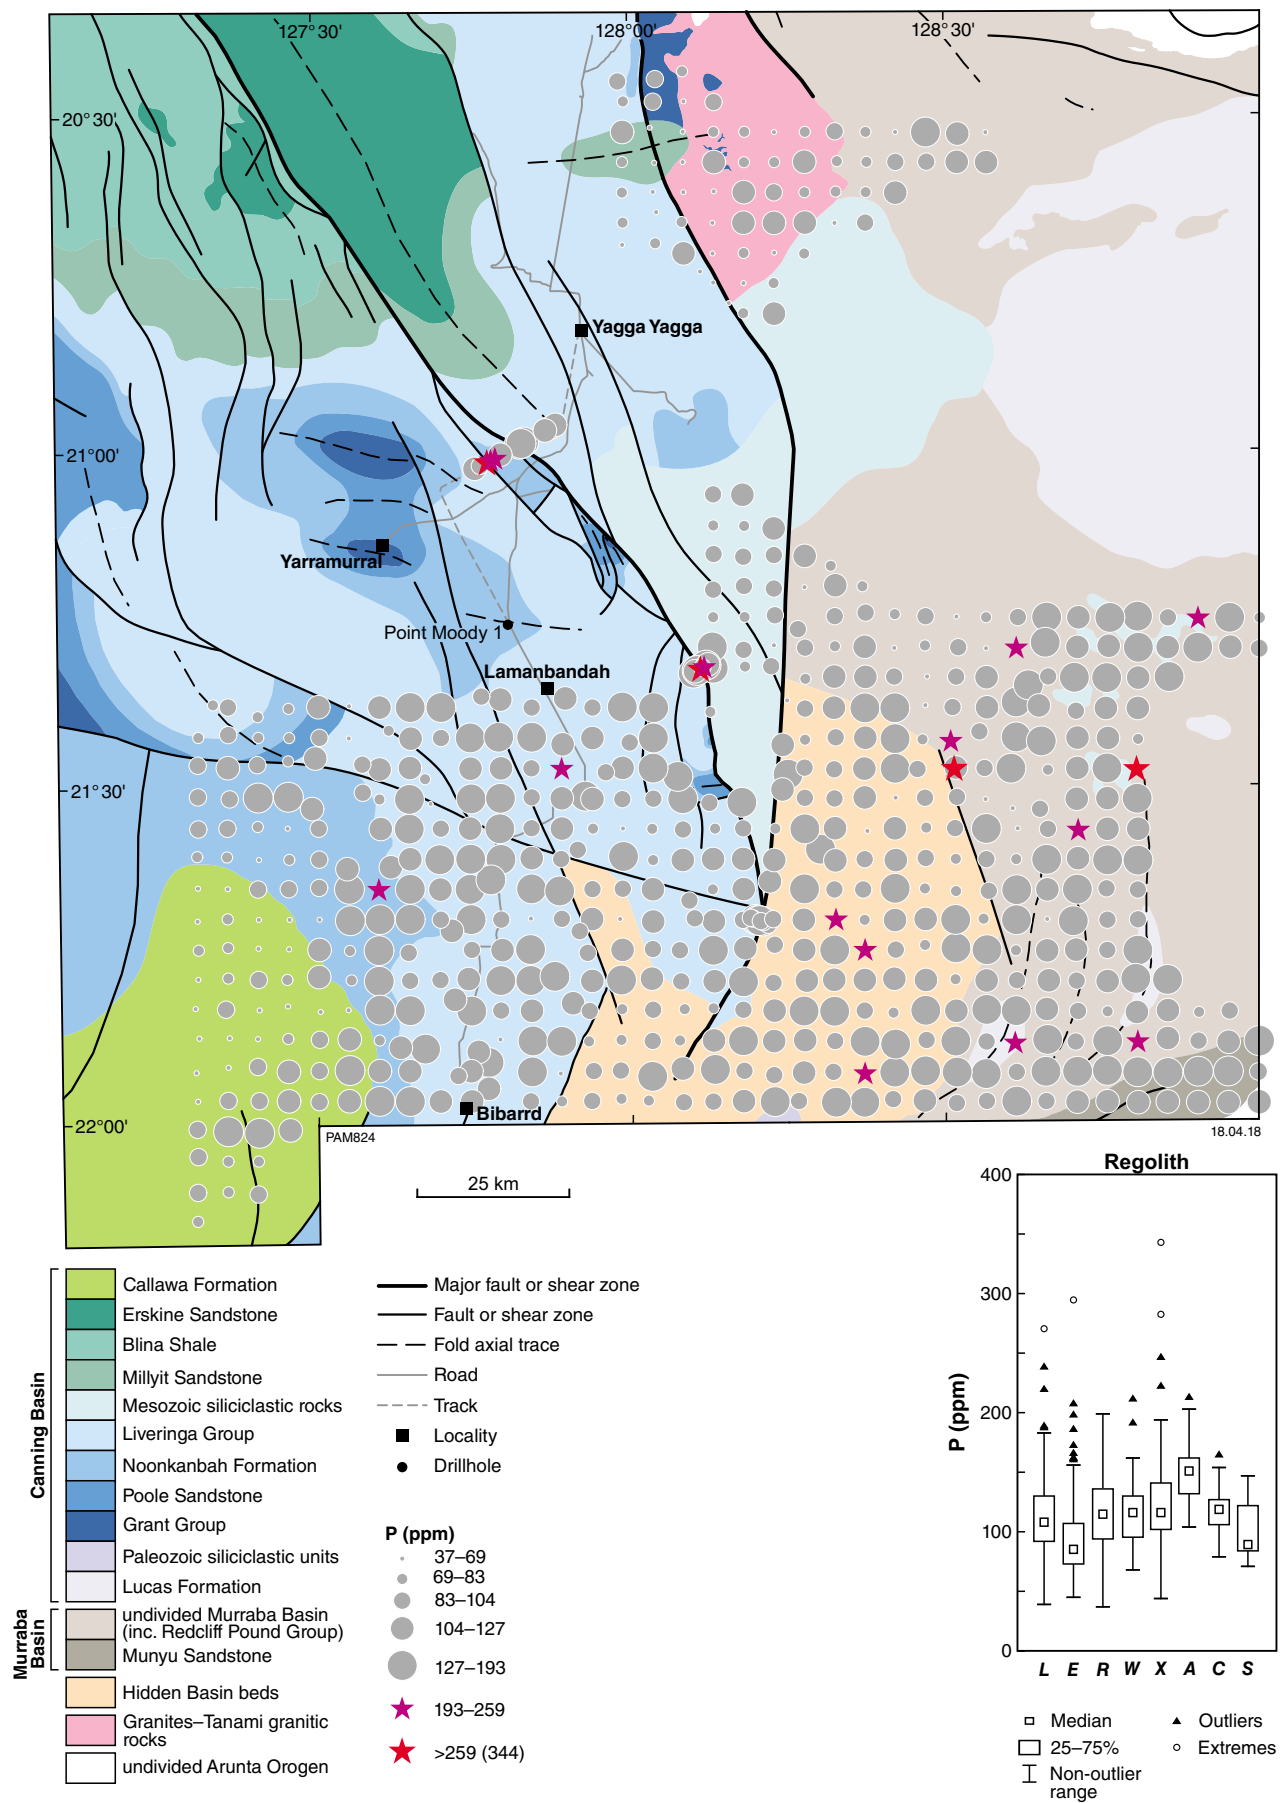 127°30'
128°00'
128°30'
20°30'
Yagga Yagga
21°00'
Yarramurral
Point Moody 1
Lamanbandah
21°30'
Bibarrd
22°00'
PAM824
18.04.18
25 km
Canning Basin
Callawa Formation
Erskine Sandstone
Blina Shale
Millyit Sandstone
Mesozoic siliciclastic rocks
Liveringa Group
Noonkanbah Formation
Poole Sandstone
Grant Group
Paleozoic siliciclastic units
Lucas Formation
Murraba
Basin
undivided Murraba Basin
(inc. Redcliff Pound Group)
Munyu Sandstone
Hidden Basin beds
Granites–Tanami granitic
rocks
undivided Arunta Orogen
Major fault or shear zone
Fault or shear zone
Fold axial trace
Road
Track
Locality
Drillhole
P (ppm)
37–69
69–83
83–104
104–127
127–193
193–259
>259 (344)
Regolith
P (ppm)
400
300
200
100
0
L E R W X A C S
Median
25–75%
Non-outlier
range
Outliers
Extremes